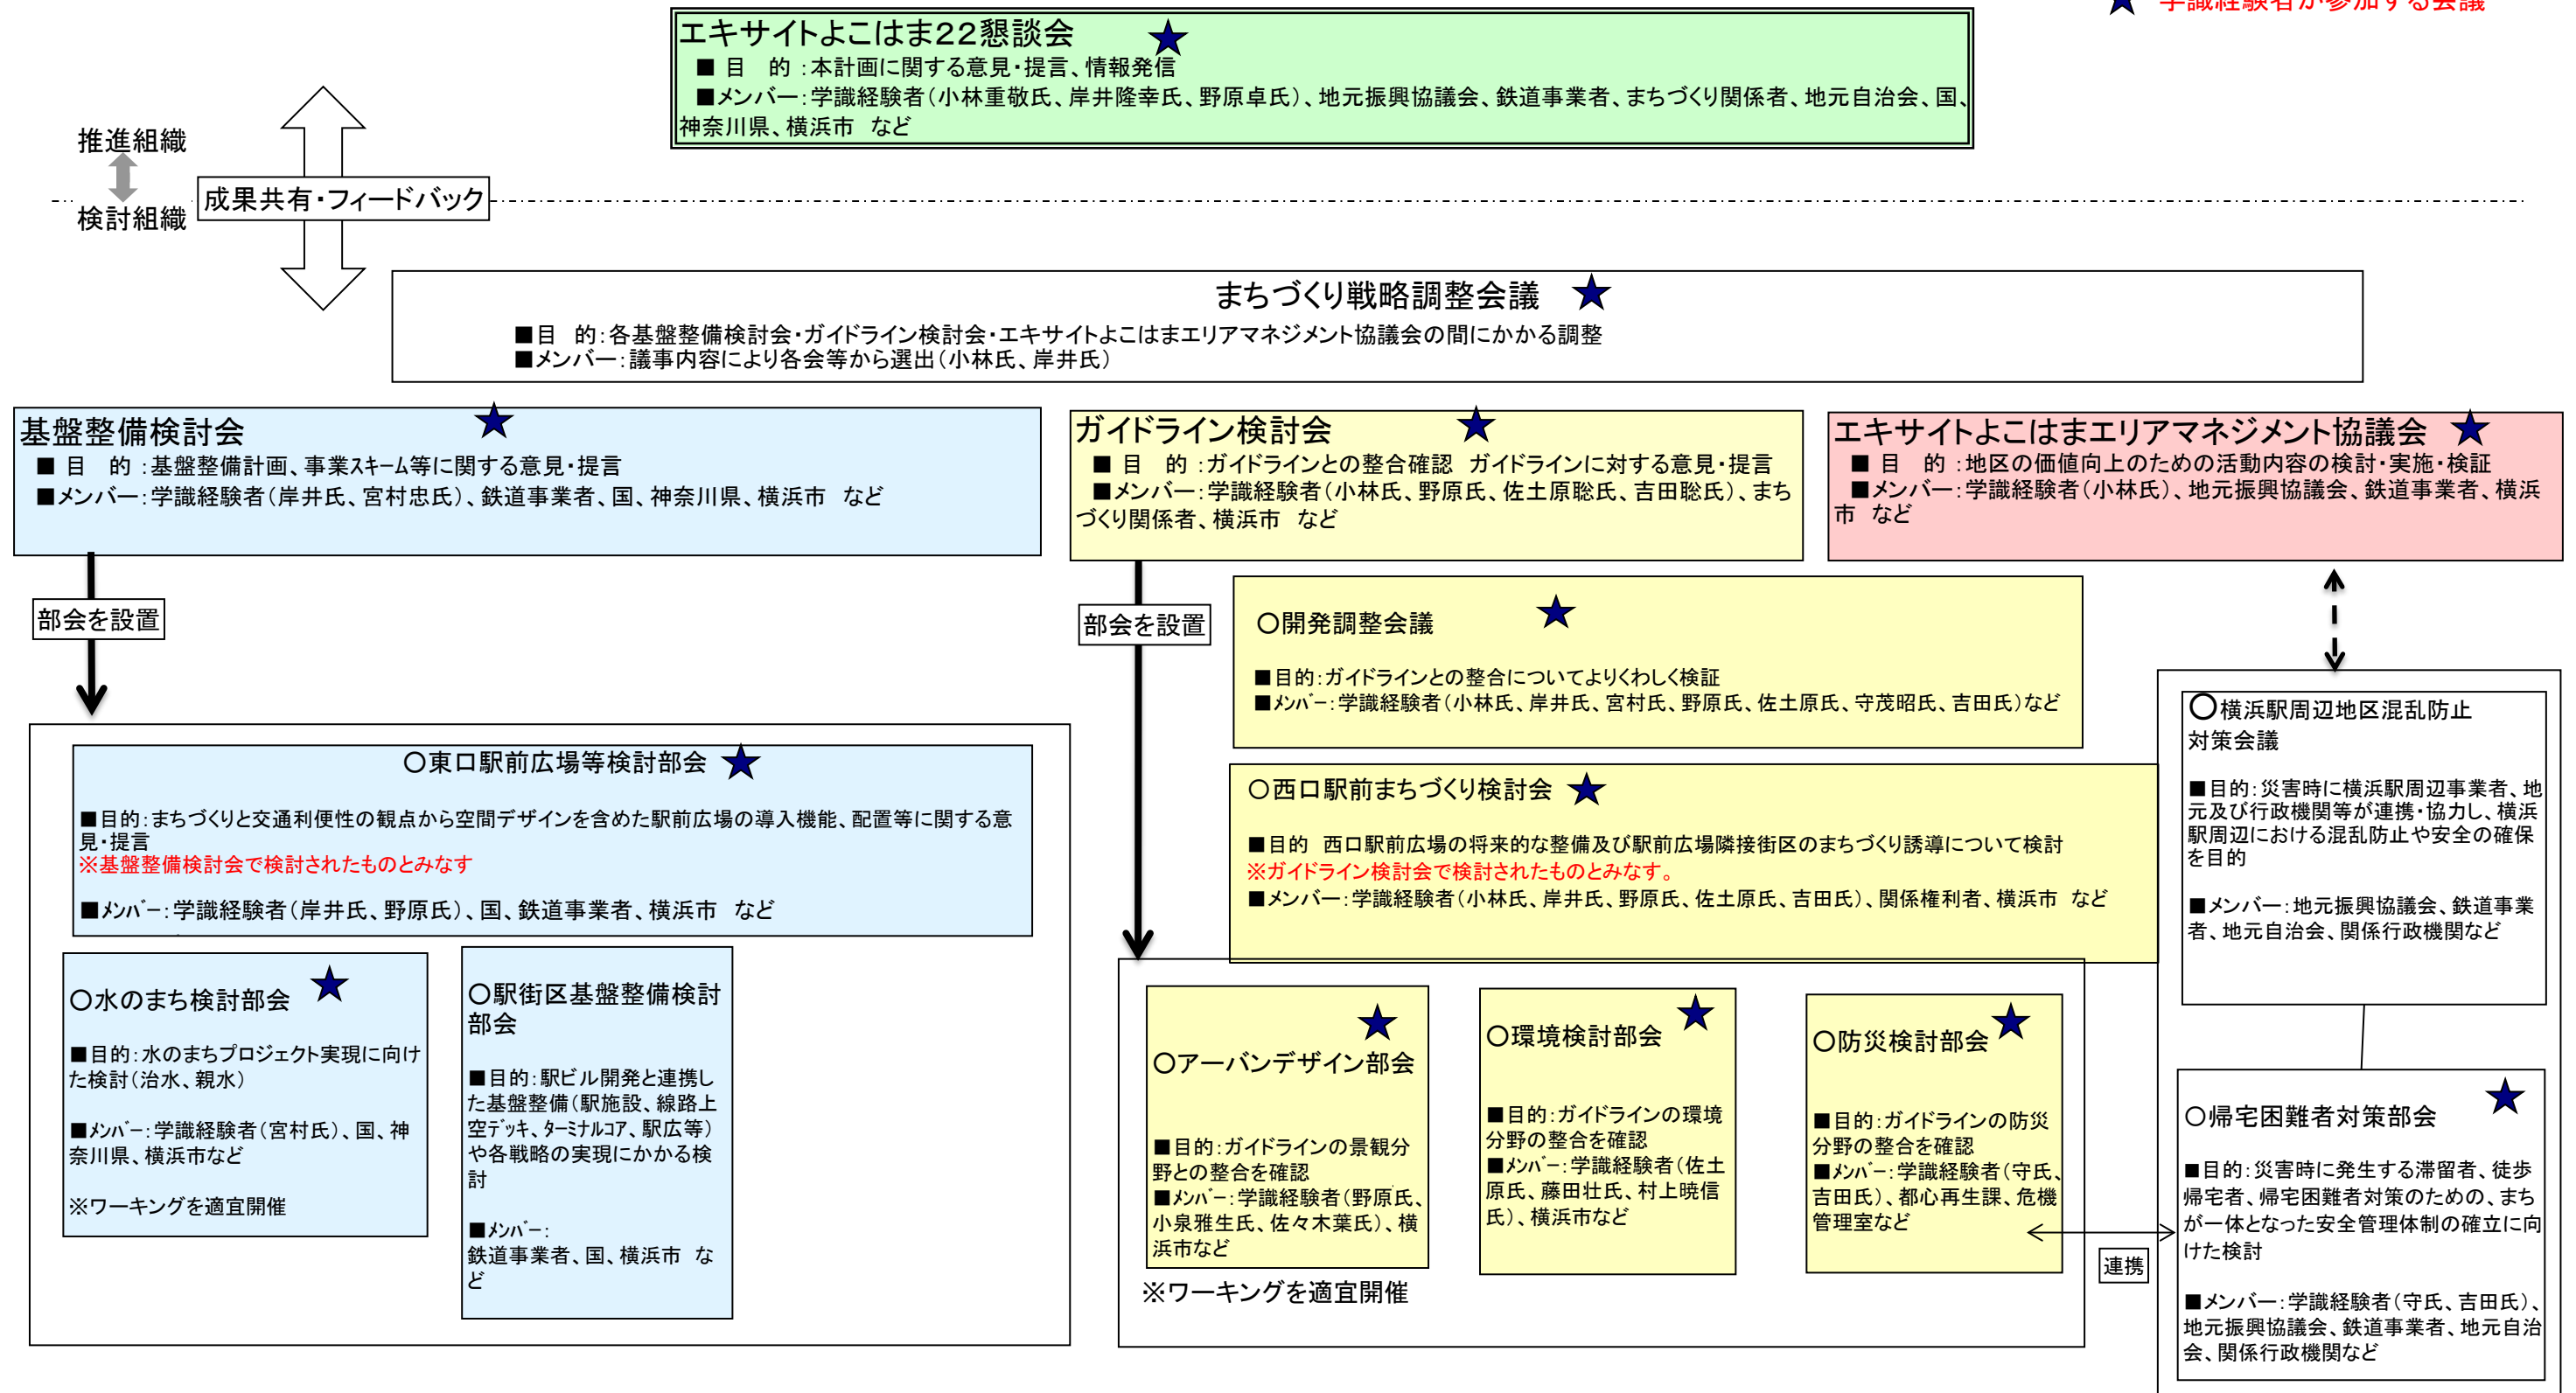 ★ 学識経験者が参加する会議
エキサイトよこはま２２懇談会 ★
■ 目　的：本計画に関する意見・提言、情報発信
■メンバー：学識経験者（小林重敬氏、岸井隆幸氏、野原卓氏）、地元振興協議会、鉄道事業者、まちづくり関係者、地元自治会、国、
神奈川県、横浜市　など
推進組織
検討組織
成果共有・フィードバック
まちづくり戦略調整会議 ★
■目　的：各基盤整備検討会・ガイドライン検討会・エキサイトよこはまエリアマネジメント協議会の間にかかる調整
■メンバー：議事内容により各会等から選出（小林氏、岸井氏）
基盤整備検討会 ★
■ 目　的：基盤整備計画、事業ｽｷｰﾑ等に関する意見・提言
■メンバー：学識経験者（岸井氏、宮村忠氏）、鉄道事業者、国、神奈川県、横浜市　など
ガイドライン検討会 ★
■ 目　的：ガイドラインとの整合確認　ガイドラインに対する意見・提言
■メンバー：学識経験者（小林氏、野原氏、佐土原聡氏、吉田聡氏）、まち
づくり関係者、横浜市　など
エキサイトよこはまエリアマネジメント協議会 ★
■ 目　的：地区の価値向上のための活動内容の検討・実施・検証
■メンバー：学識経験者（小林氏）、地元振興協議会、鉄道事業者、横浜
市　など
部会を設置
部会を設置
○開発調整会議 ★
■目的：ガイドラインとの整合についてよりくわしく検証
■ﾒﾝﾊﾞｰ：学識経験者（小林氏、岸井氏、宮村氏、野原氏、佐土原氏、守茂昭氏、吉田氏）など
○西口駅前まちづくり検討会 ★
■目的　西口駅前広場の将来的な整備及び駅前広場隣接街区のまちづくり誘導について検討
※ガイドライン検討会で検討されたものとみなす。
■メンバー：学識経験者（小林氏、岸井氏、野原氏、佐土原氏、吉田氏）、関係権利者、横浜市　など
○東口駅前広場等検討部会 ★
■目的：まちづくりと交通利便性の観点から空間デザインを含めた駅前広場の導入機能、配置等に関する意
見・提言
※基盤整備検討会で検討されたものとみなす
■ﾒﾝﾊﾞｰ：学識経験者（岸井氏、野原氏）、国、鉄道事業者、横浜市　など
○水のまち検討部会 ★
■目的：水のまちプロジェクト実現に向け
た検討（治水、親水）
■ﾒﾝﾊﾞｰ：学識経験者（宮村氏）、国、神
奈川県、横浜市など
※ワーキングを適宜開催
○駅街区基盤整備検討
部会
■目的：駅ビル開発と連携し
た基盤整備（駅施設、線路上
空ﾃﾞｯｷ、ﾀｰﾐﾅﾙｺｱ、駅広等）
や各戦略の実現にかかる検
討
■ﾒﾝﾊﾞｰ：
鉄道事業者、国、横浜市　な
ど
○アーバンデザイン部会 ★
■目的：ガイドラインの景観分
野との整合を確認
■ﾒﾝﾊﾞｰ：学識経験者（野原氏、
小泉雅生氏、佐々木葉氏）、横
浜市など
※ワーキングを適宜開催
○環境検討部会 ★
■目的：ガイドラインの環境
分野の整合を確認
■ﾒﾝﾊﾞｰ：学識経験者（佐土
原氏、藤田壮氏、村上暁信
氏）、横浜市など
○防災検討部会 ★
■目的：ガイドラインの防災
分野の整合を確認
■ﾒﾝﾊﾞｰ：学識経験者（守氏、
吉田氏）、都心再生課、危機
管理室など
連携
○横浜駅周辺地区混乱防止
対策会議
■目的：災害時に横浜駅周辺事業者、地
元及び行政機関等が連携・協力し、横浜
駅周辺における混乱防止や安全の確保
を目的
■メンバー：地元振興協議会、鉄道事業
者、地元自治会、関係行政機関など
○帰宅困難者対策部会 ★
■目的：災害時に発生する滞留者、徒歩
帰宅者、帰宅困難者対策のための、まち
が一体となった安全管理体制の確立に向
けた検討
■メンバー：学識経験者（守氏、吉田氏）、
地元振興協議会、鉄道事業者、地元自治
会、関係行政機関など